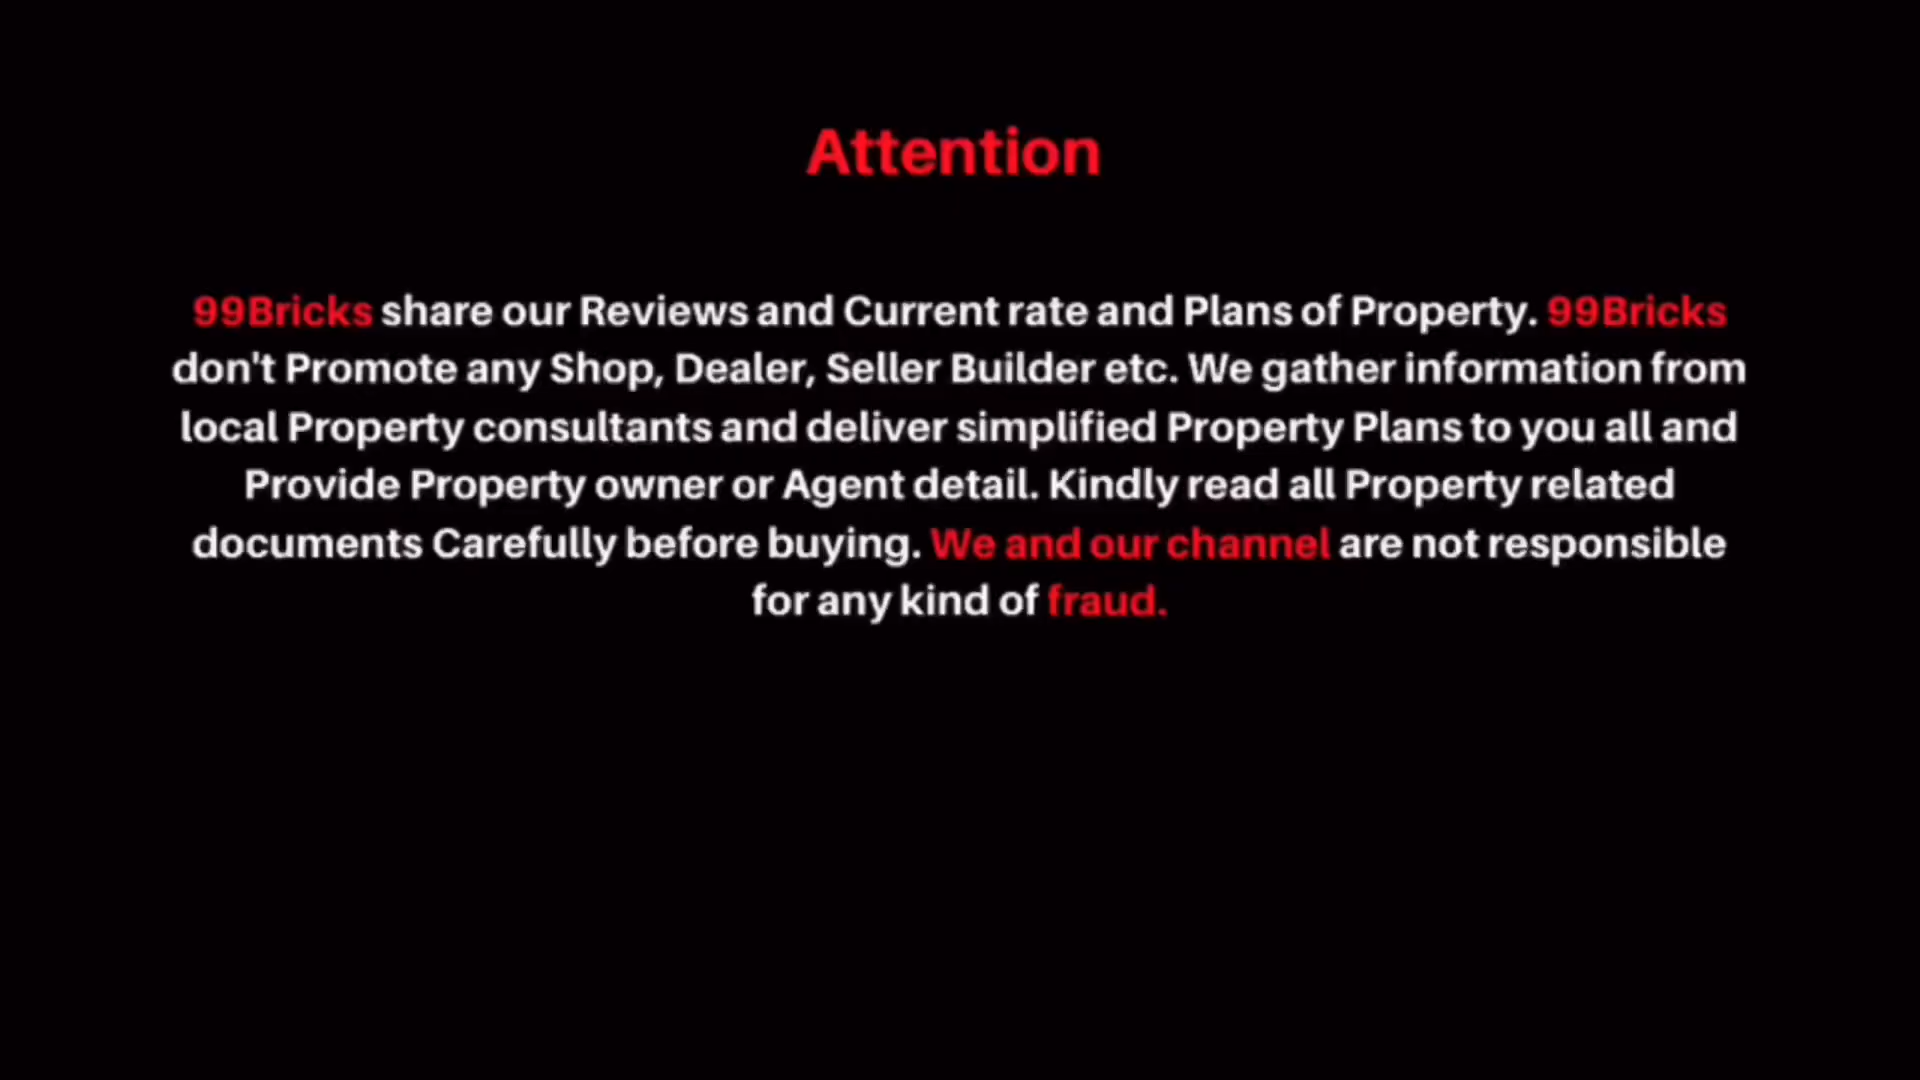 Attention
99Bricks share our Reviews and Current rate and Plans of Property. 99Bricks
don't Promote any Shop, Dealer, Seller Builder etc. We gather information from
local Property consultants and deliver simplified Property Plans to you all and
Provide Property owner or Agent detail. Kindly read all Property related
documents Carefully before buying. We and our channel are not responsible
for any kind of fraud.